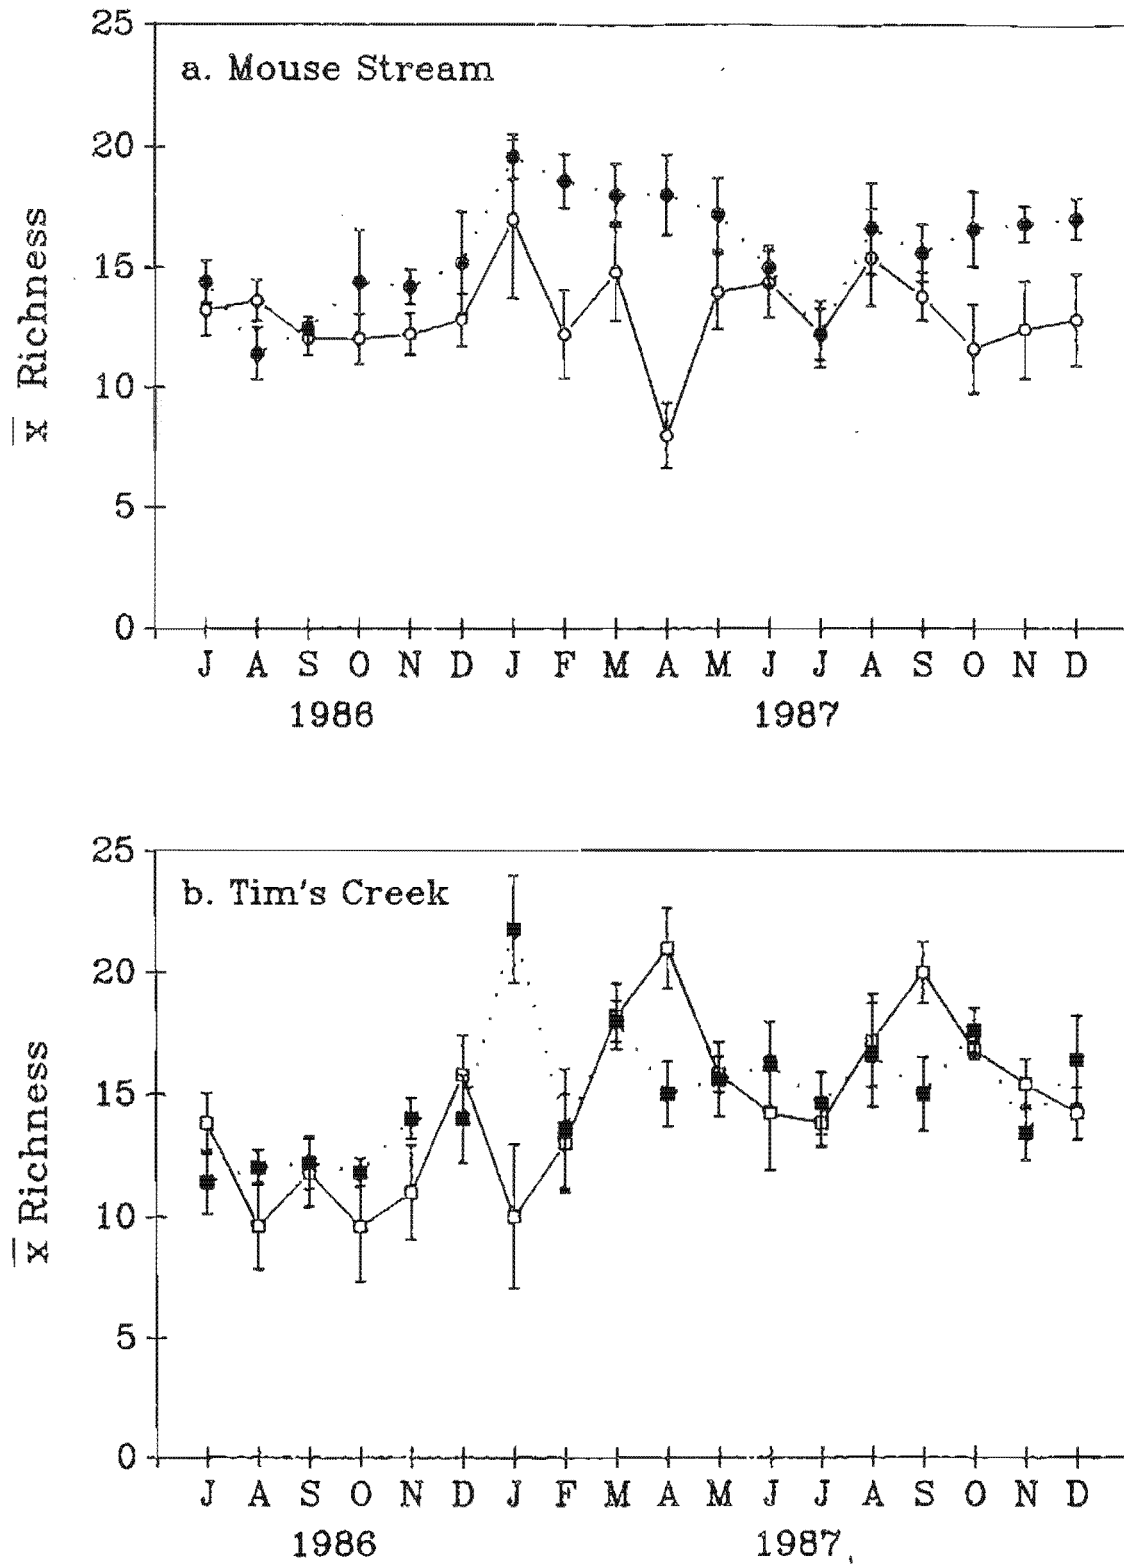 25
a. Mouse Stream
20
15
10
5
0
x̅ Richness
J A S O N D J F M A M J J A S O N D
1986 1987
25
b. Tim's Creek
20
15
10
5
0
x̅ Richness
J A S O N D J F M A M J J A S O N D
1986 1987